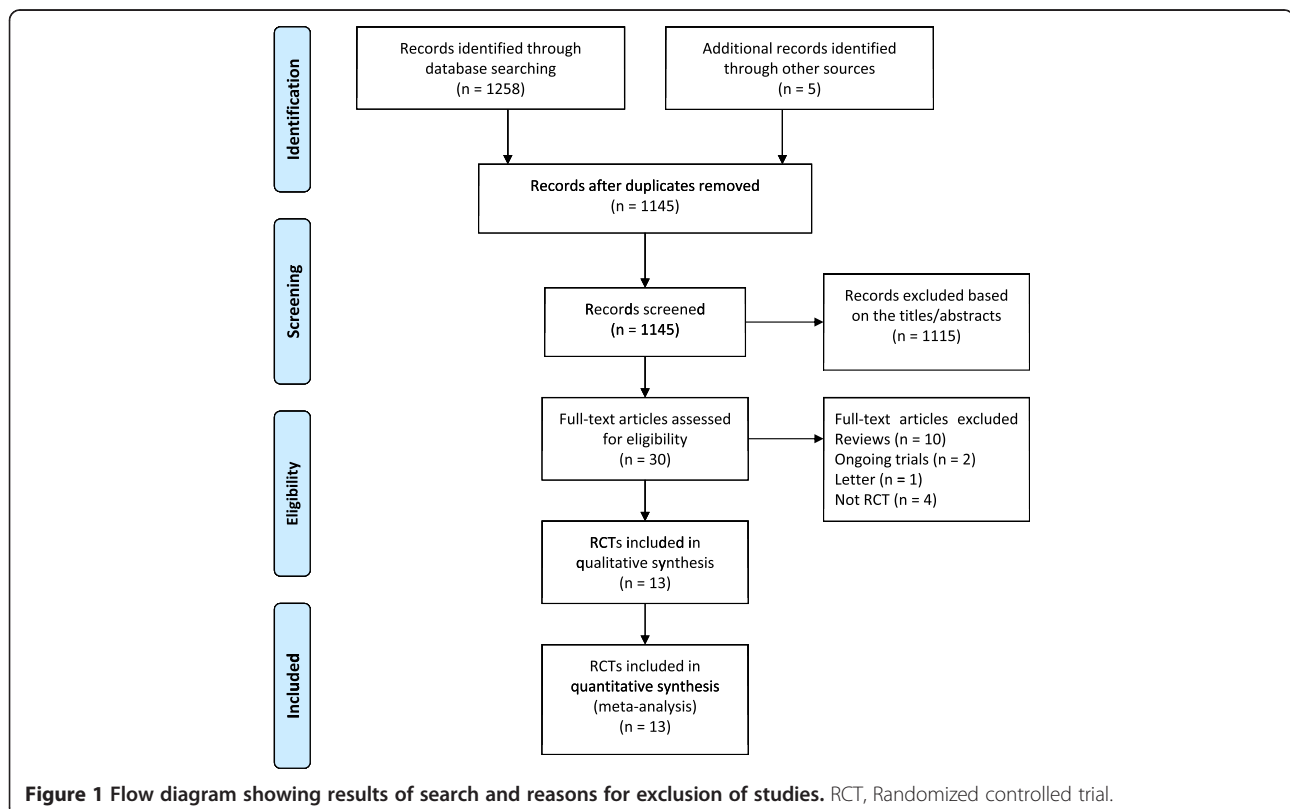 Identification
Records identified through
database searching
(n = 1258)
Additional records identified
through other sources
(n = 5)
Records after duplicates removed
(n = 1145)
Screening
Records screened
(n = 1145)
Records excluded based
on the titles/abstracts
(n = 1115)
Eligibility
Full-text articles assessed
for eligibility
(n = 30)
Full-text articles excluded
Reviews (n = 10)
Ongoing trials (n = 2)
Letter (n = 1)
Not RCT (n = 4)
RCTs included in
qualitative synthesis
(n = 13)
Included
RCTs included in
quantitative synthesis
(meta-analysis)
(n = 13)
Figure 1 Flow diagram showing results of search and reasons for exclusion of studies. RCT, Randomized controlled trial.